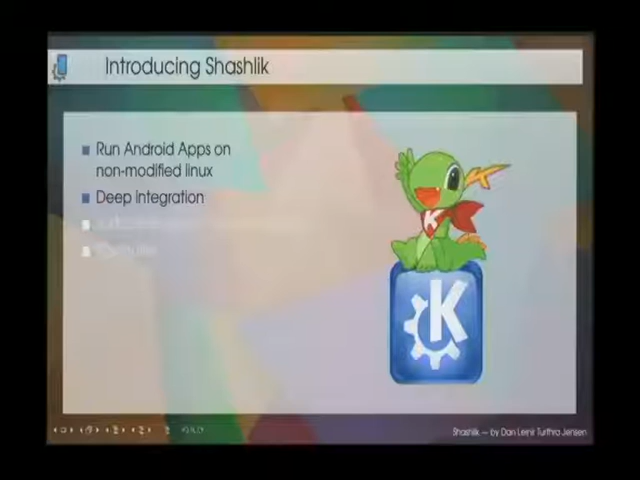 Introducing Shashlik
Run Android Apps on
non-modified linux
Deep Integration
K
K
Shashlik — by Dan Leinir Turthra Jensen